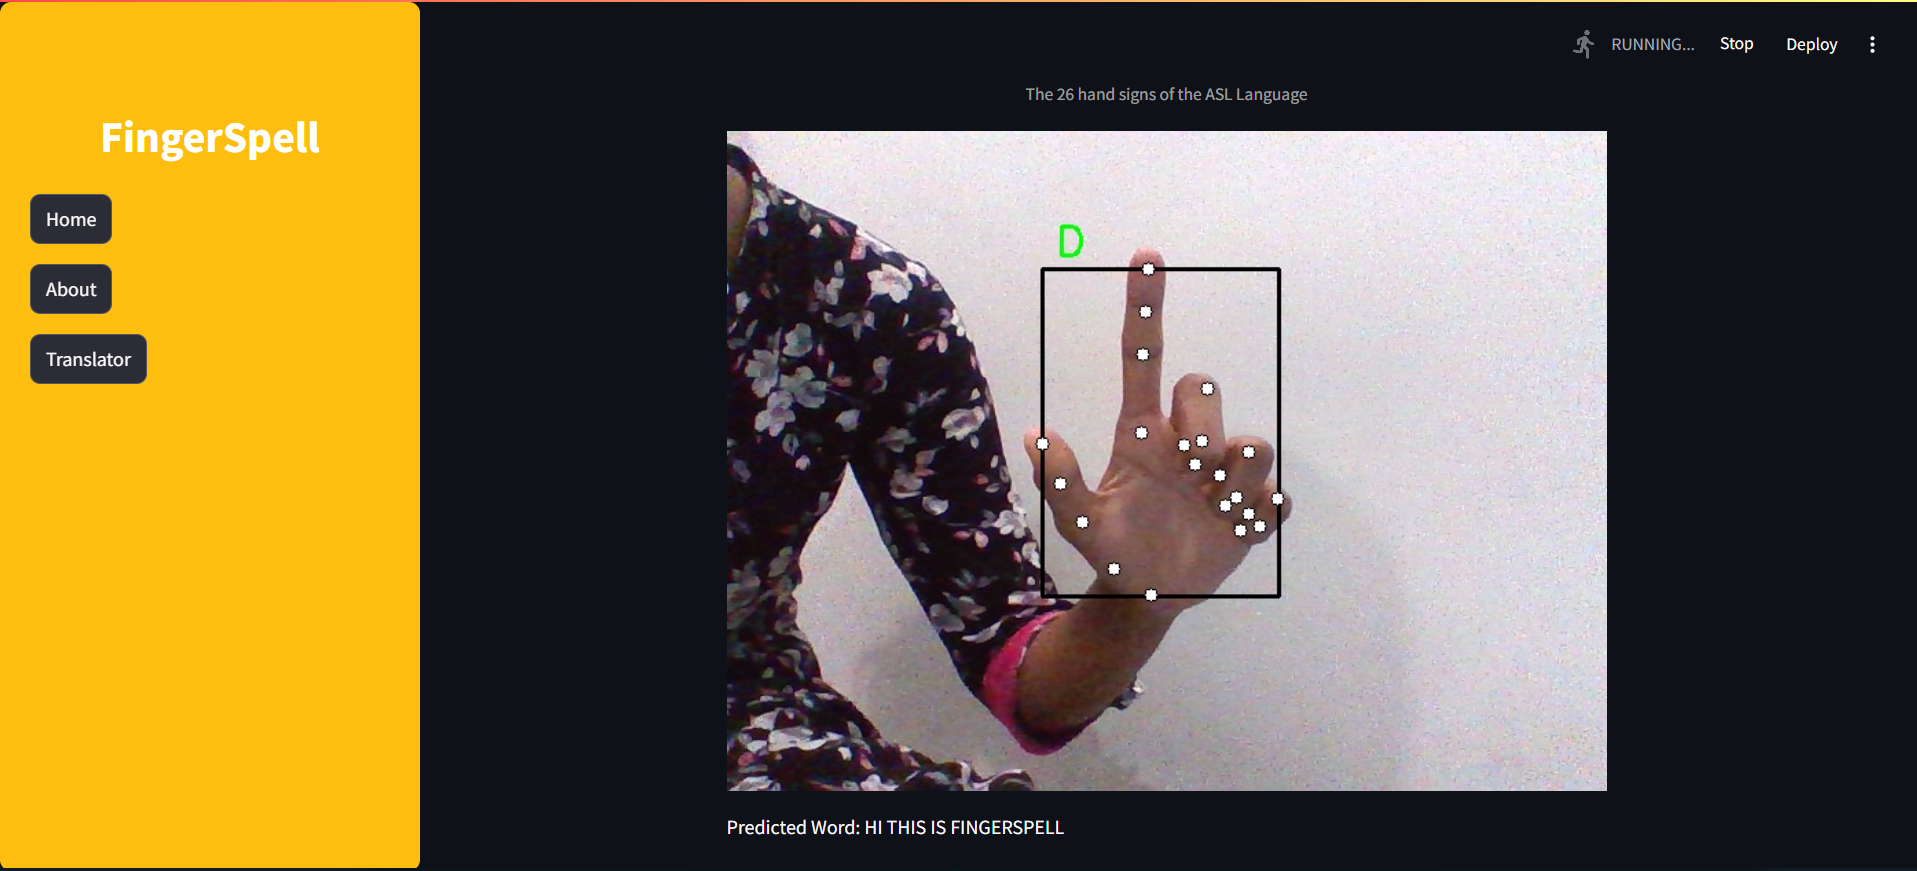 RUNNING...
Stop
Deploy
FingerSpell
Home
About
Translator
The 26 hand signs of the ASL Language
D
Predicted Word: HI THIS IS FINGERSPELL